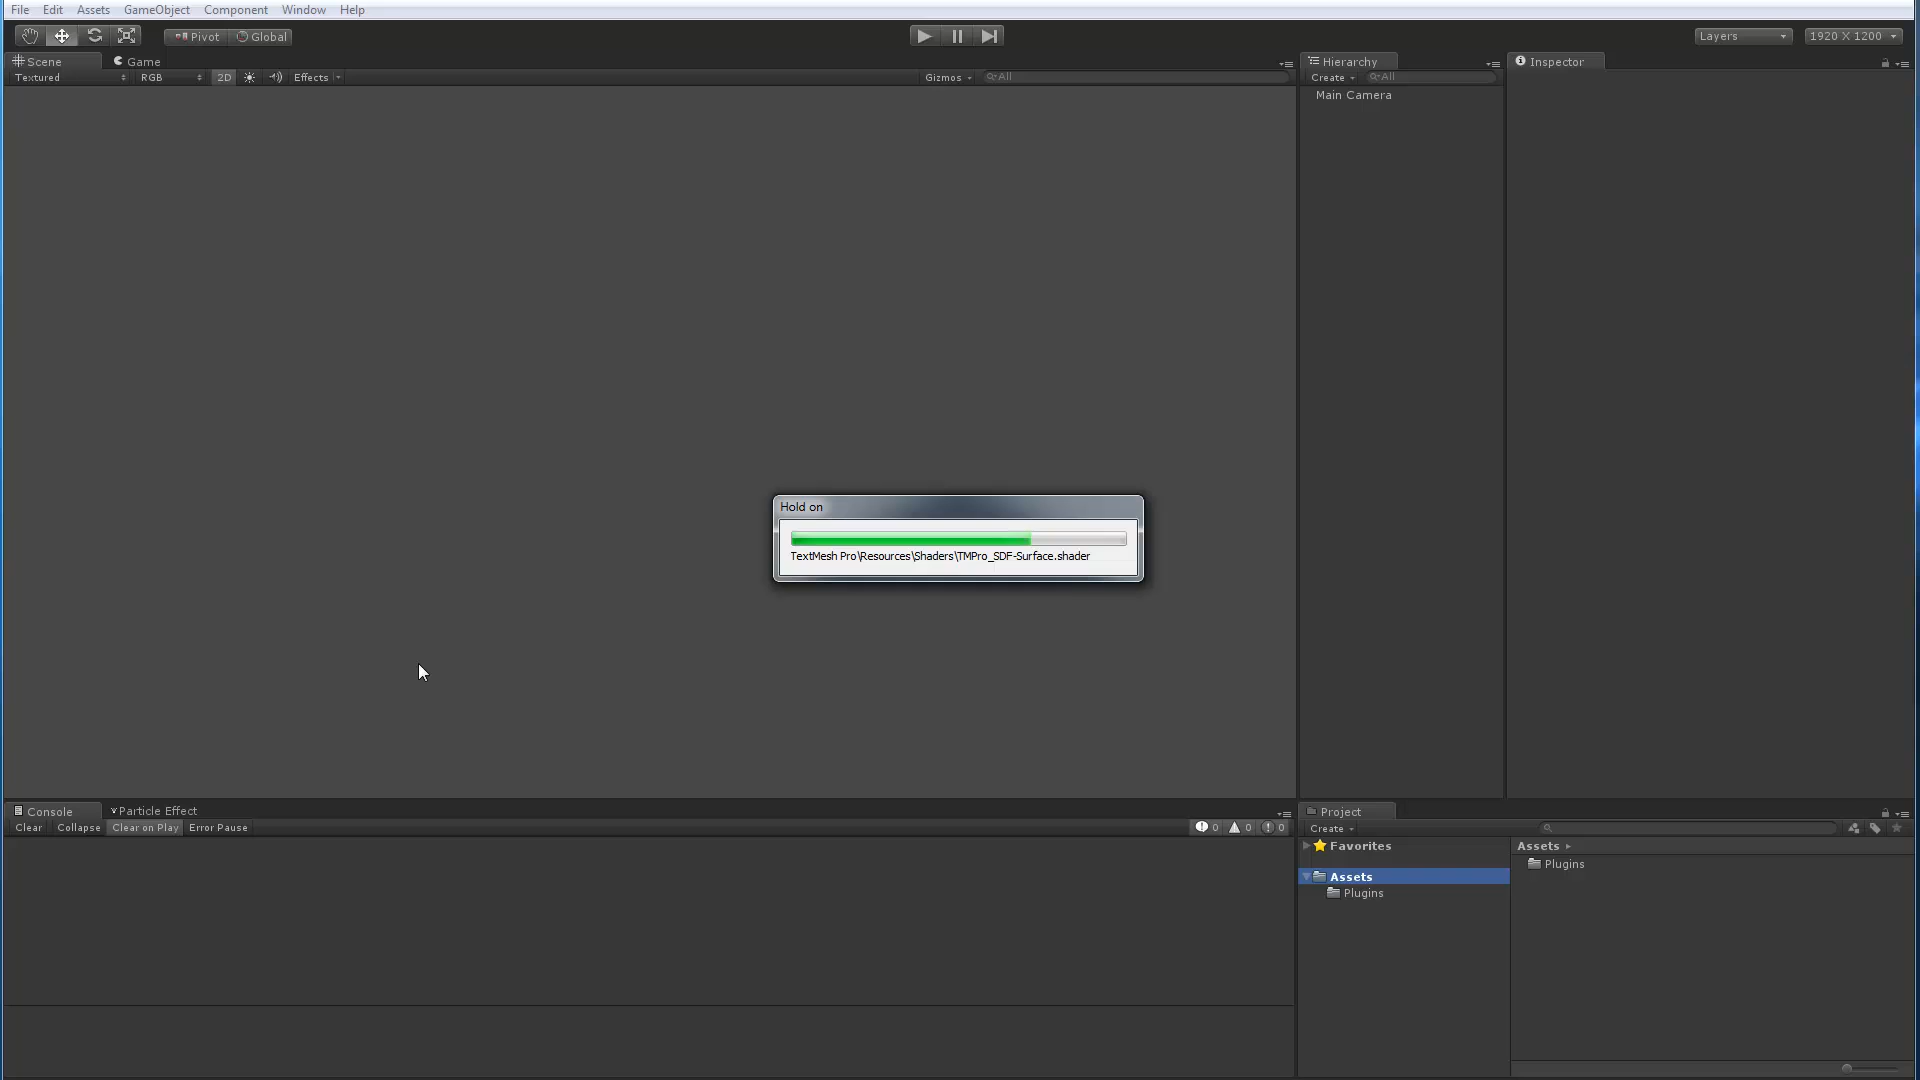 File Edit Assets GameObject Component Window Help
Pivot Global Layers 1920 X 1200
Scene Game Hierarchy Inspector
Textured RGB 2D Effects Gizmos All Create All
Main Camera
Hold on
TextMesh Pro\Resources\Shaders\TMPro_SDF-Surface.shader
Console Particle Effect Project
Clear Collapse Clear on Play Error Pause 0 0 0 Create
Favorites Assets
Plugins
Assets
Plugins